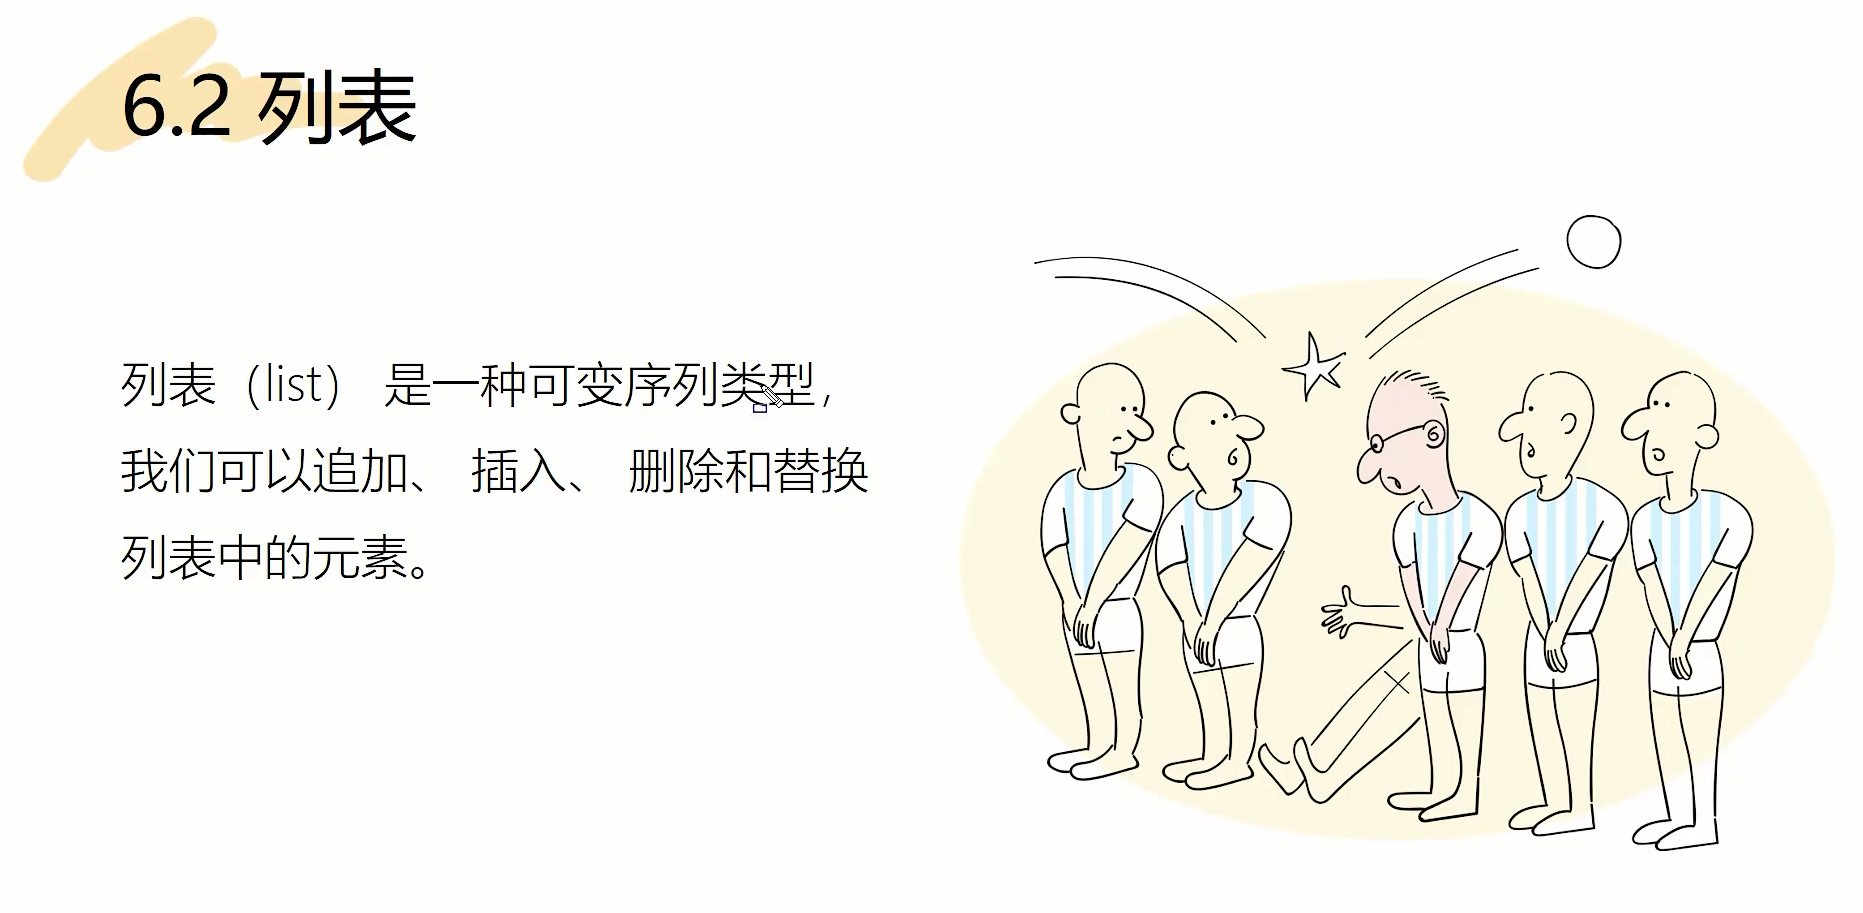 6.2 列表
列表（list） 是一种可变序列类型，
我们可以追加、 插入、 删除和替换
列表中的元素。